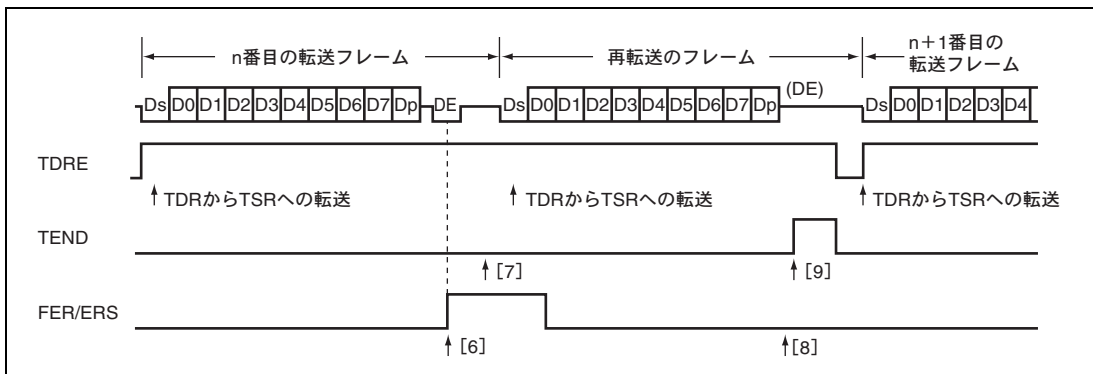 n番目の転送フレーム
再転送のフレーム
n+1番目の
転送フレーム
Ds D0 D1 D2 D3 D4 D5 D6 D7 Dp DE
Ds D0 D1 D2 D3 D4 D5 D6 D7 Dp (DE)
Ds D0 D1 D2 D3 D4
TDRE
TDRからTSRへの転送
TDRからTSRへの転送
TDRからTSRへの転送
TEND
[7]
[9]
FER/ERS
[6]
[8]